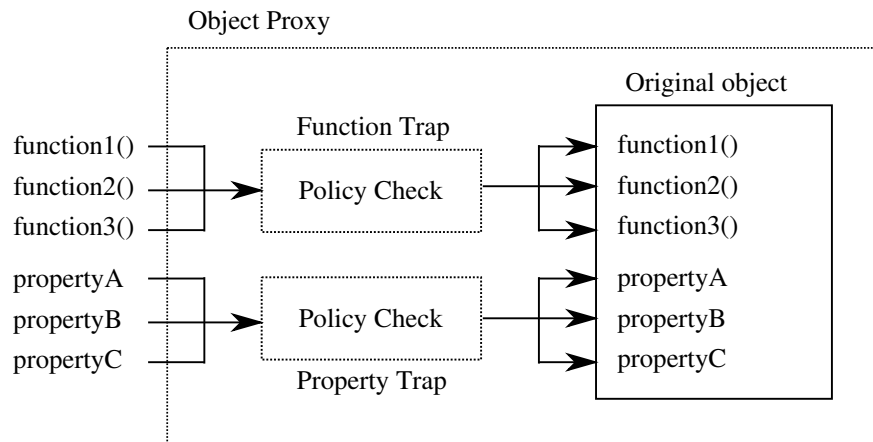 Object Proxy
Original object
Function Trap
function1()
function2()
function3()
Policy Check
function1()
function2()
function3()
propertyA
propertyB
propertyC
Policy Check
Property Trap
propertyA
propertyB
propertyC